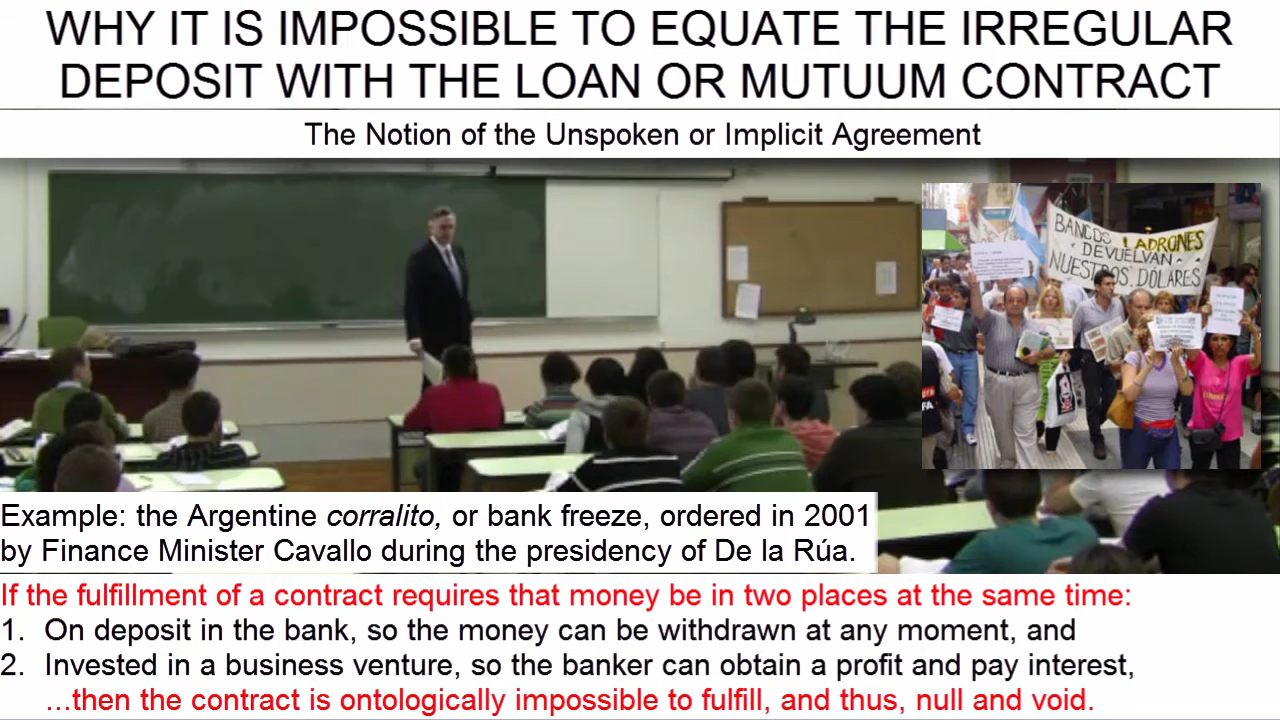 WHY IT IS IMPOSSIBLE TO EQUATE THE IRREGULAR
DEPOSIT WITH THE LOAN OR MUTUUM CONTRACT
The Notion of the Unspoken or Implicit Agreement
BANCOS LADRONES
DEVUELVAN
NUESTROS DÓLARES
Example: the Argentine corralito, or bank freeze, ordered in 2001
by Finance Minister Cavallo during the presidency of De la Rúa.
If the fulfillment of a contract requires that money be in two places at the same time:
1. On deposit in the bank, so the money can be withdrawn at any moment, and
2. Invested in a business venture, so the banker can obtain a profit and pay interest,
...then the contract is ontologically impossible to fulfill, and thus, null and void.